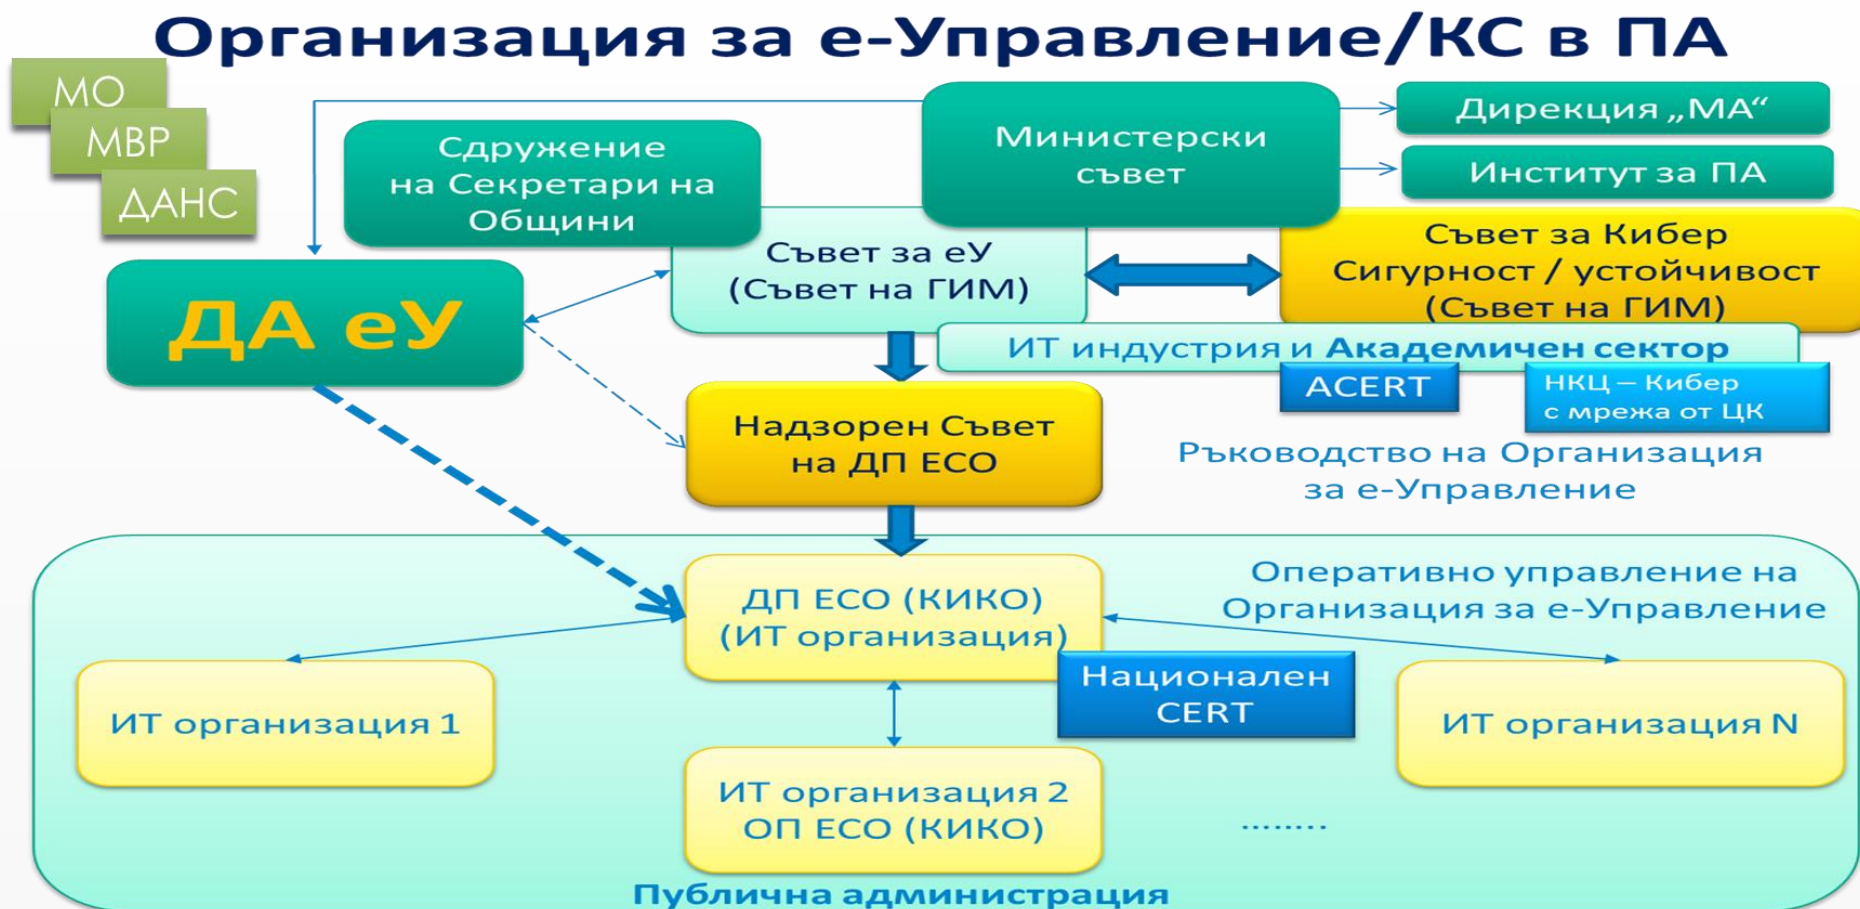 Организация за е-Управление/КС в ПА
МО
МВР
ДАНС
Сдружение
на Секретари на
Общини
Министерски
съвет
Дирекция „МА“
Институт за ПА
ДА еУ
Съвет за еУ
(Съвет на ГИМ)
Съвет за Кибер
Сигурност / устойчивост
(Съвет на ГИМ)
ИТ индустрия и Академичен сектор
ACERT
НКЦ – Кибер
с мрежа от ЦК
Надзорен Съвет
на ДП ЕСО
Ръководство на Организация
за е-Управление
ДП ЕСО (КИКО)
(ИТ организация)
Оперативно управление на
Организация за е-Управление
Национален
CERT
ИТ организация 1
ИТ организация N
ИТ организация 2
ОП ЕСО (КИКО)
........
Публична администрация